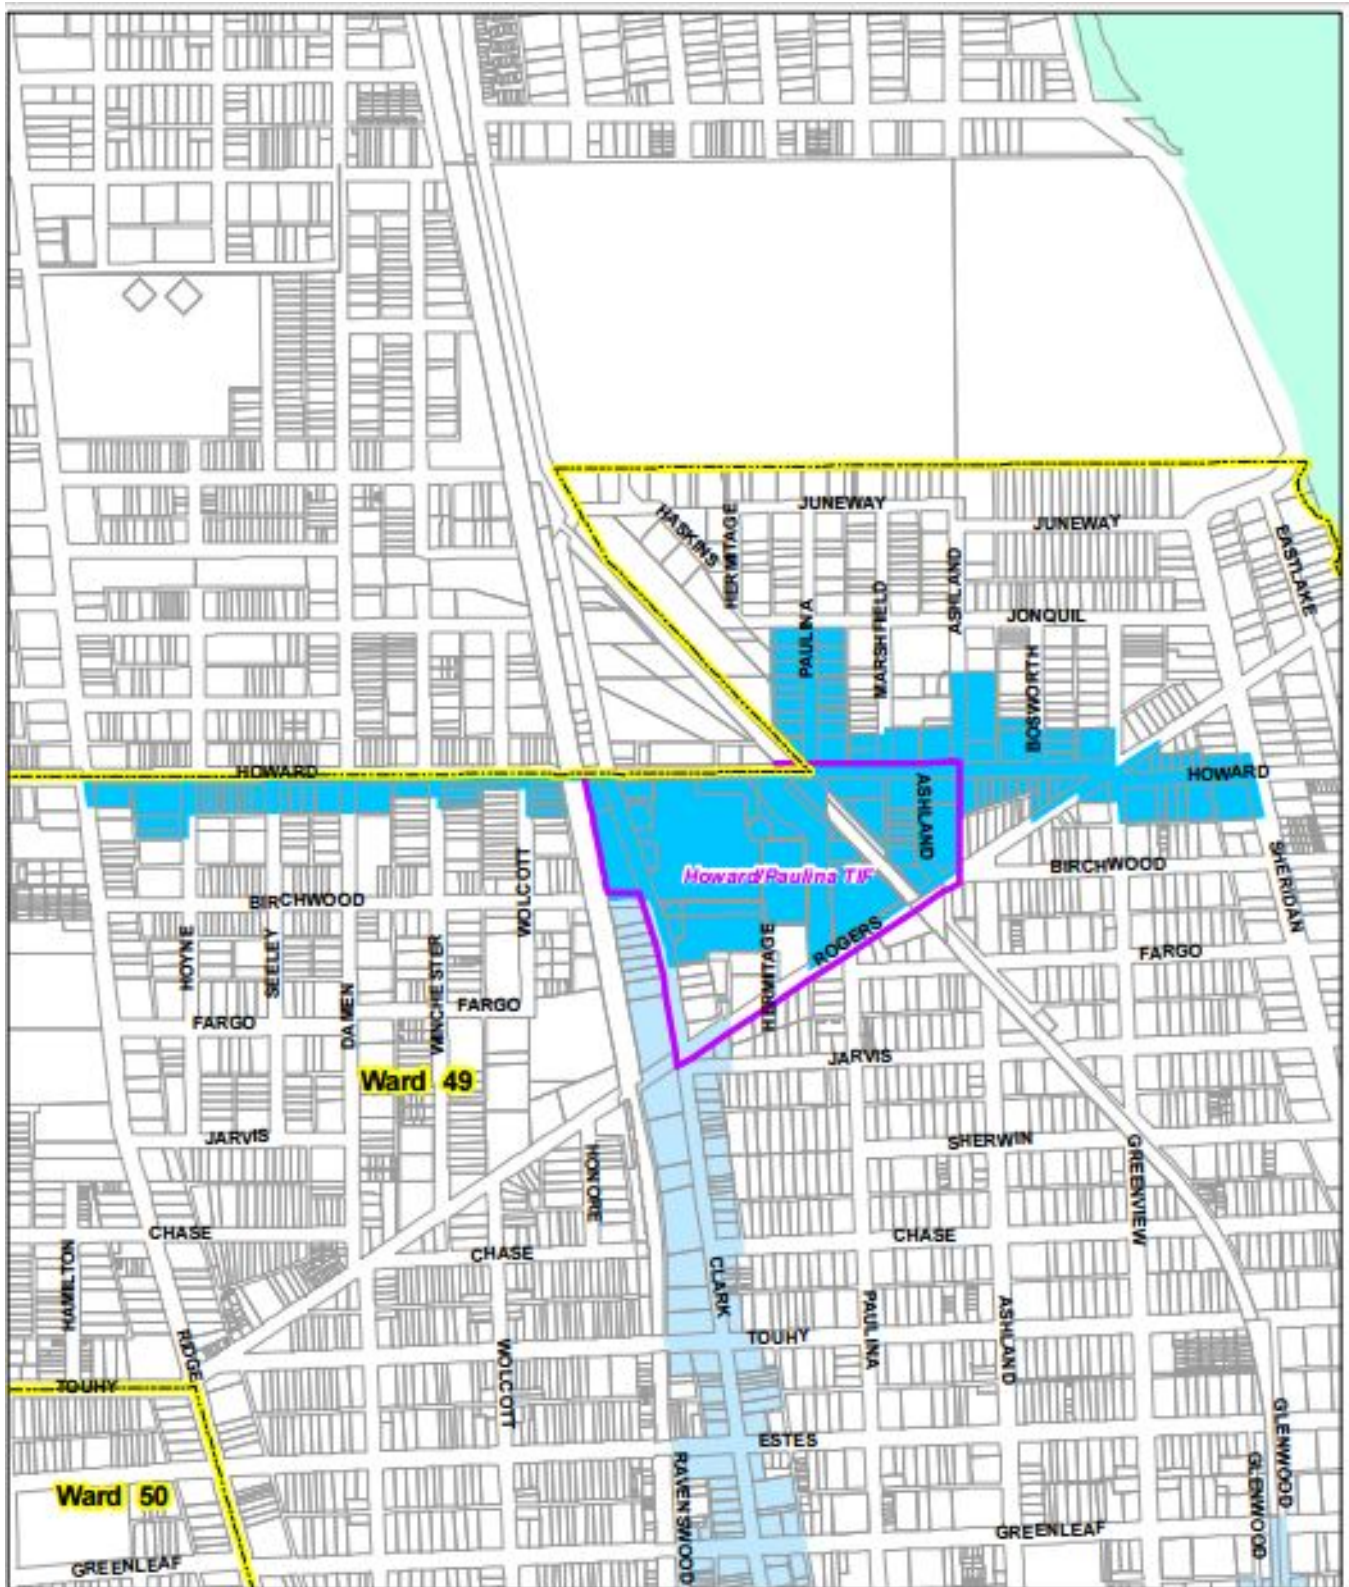 JUNEWAY
HASKINS
HERMITAGE
JUNEWAY
EASTLAKE
ASHLAND
MARSHFIELD
PAULINA
JONQUIL
BOSWORTH
HOWARD
HOWARD
ASHLAND
SHERIDAN
BIRCHWOOD
Howard/Paulina TIF
BIRCHWOOD
WOLCOTT
HOYNE
SEELEY
WINCHESTER
HERMITAGE
ROGERS
FARGO
DAMEN
FARGO
FARGO
JARVIS
Ward 49
JARVIS
SHERWIN
GREENVIEW
HONORE
CHASE
CHASE
CHASE
HAMILTON
CLARK
PAULINA
ASHLAND
TOUHY
RIDGE
WOLCOTT
TOUHY
GLENWOOD
GLENWOOD
ESTES
RAVENSWOOD
Ward 50
GREENLEAF
GREENLEAF